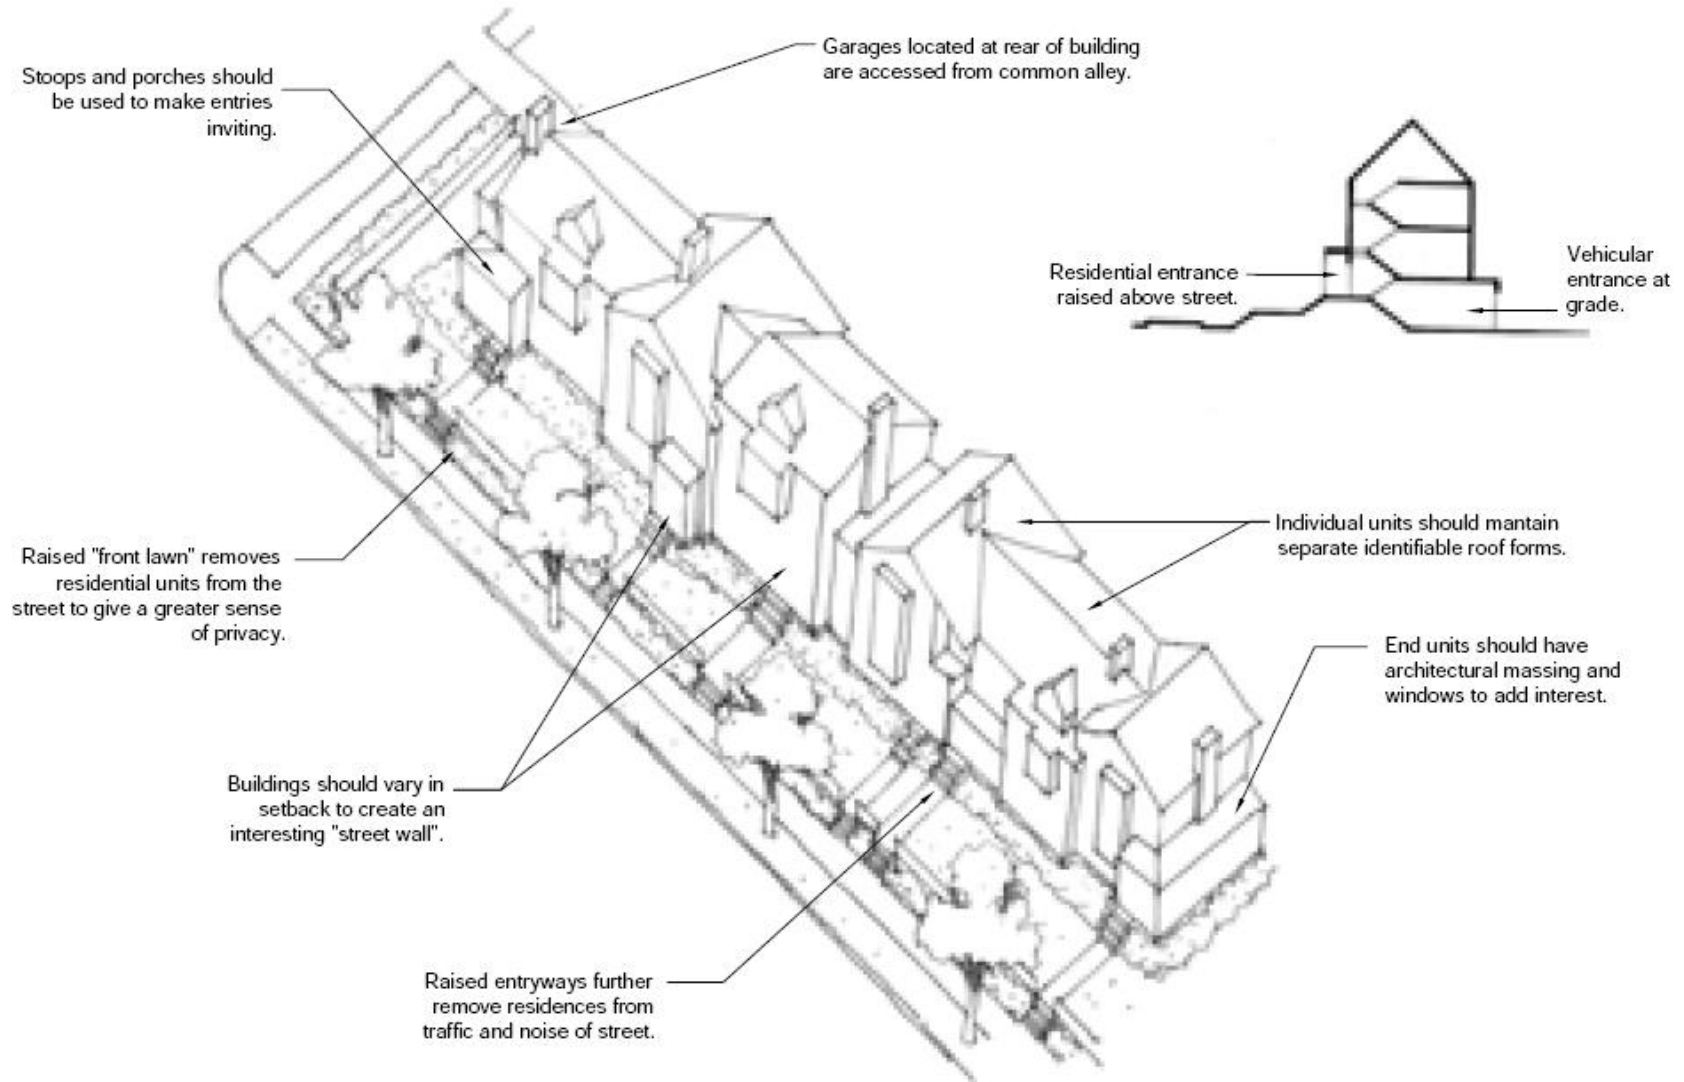 Stoops and porches should
be used to make entries
inviting.
Garages located at rear of building
are accessed from common alley.
Residential entrance
raised above street.
Vehicular
entrance at
grade.
Raised "front lawn" removes
residential units from the
street to give a greater sense
of privacy.
Individual units should mantain
separate identifiable roof forms.
End units should have
architectural massing and
windows to add interest.
Buildings should vary in
setback to create an
interesting "street wall".
Raised entryways further
remove residences from
traffic and noise of street.